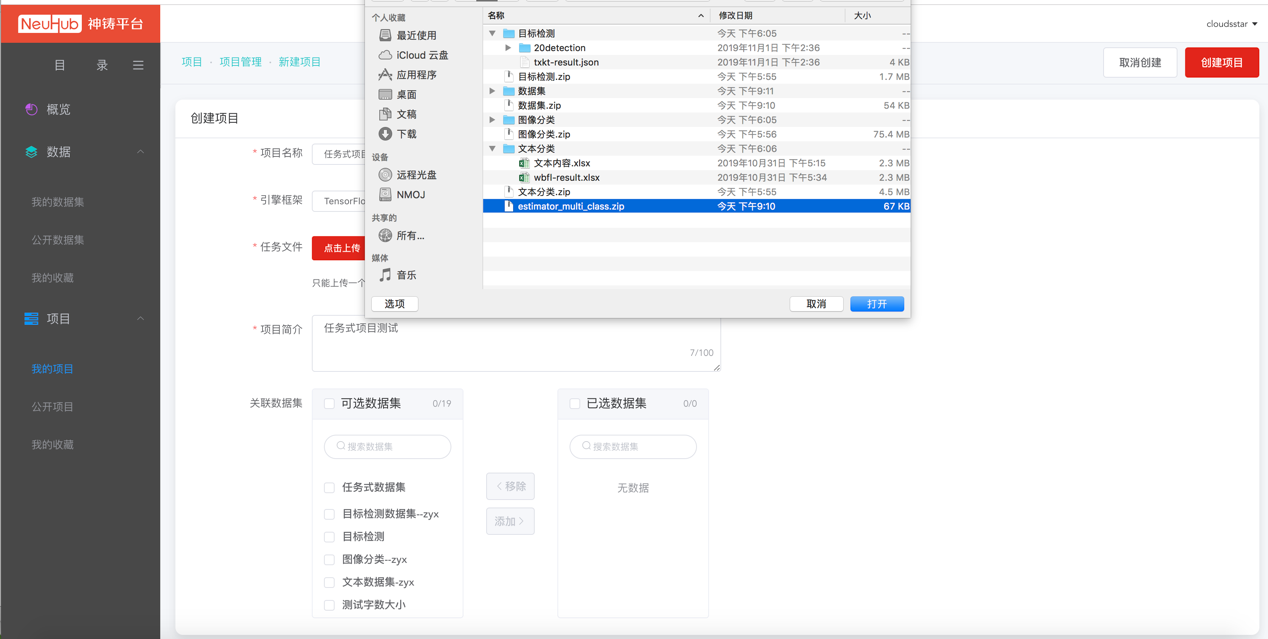 NeuHub 神铸平台
cloudsstar
目 录
概览
数据
我的数据集
公开数据集
我的收藏
项目
我的项目
公开项目
我的收藏
项目 · 项目管理 · 新建项目
取消创建
创建项目
创建项目
* 项目名称
任务式项目
* 引擎框架
TensorFlo
* 任务文件
点击上传
只能上传一个
* 项目简介
任务式项目测试
7/100
关联数据集
可选数据集 0/19
搜索数据集
任务式数据集
目标检测数据集--zyx
目标检测
图像分类--zyx
文本数据集-zyx
测试字数大小
< 移除
添加 >
已选数据集 0/0
搜索数据集
无数据
个人收藏
最近使用
iCloud 云盘
应用程序
桌面
文稿
下载
设备
远程光盘
NMOJ
共享的
所有...
媒体
音乐
名称 修改日期 大小
目标检测 今天 下午6:05 --
20detection 2019年11月1日 下午2:36 --
txkt-result.json 2019年11月1日 下午2:36 4 KB
目标检测.zip 今天 下午5:55 1.7 MB
数据集 今天 下午9:11 --
数据集.zip 今天 下午9:10 54 KB
图像分类 今天 下午6:05 --
图像分类.zip 今天 下午5:56 75.4 MB
文本分类 今天 下午6:06 --
文本内容.xlsx 2019年10月31日 下午5:15 2.3 MB
wbfl-result.xlsx 2019年10月31日 下午5:34 2.3 MB
文本分类.zip 今天 下午5:55 4.5 MB
estimator_multi_class.zip 今天 下午9:10 67 KB
选项
取消
打开